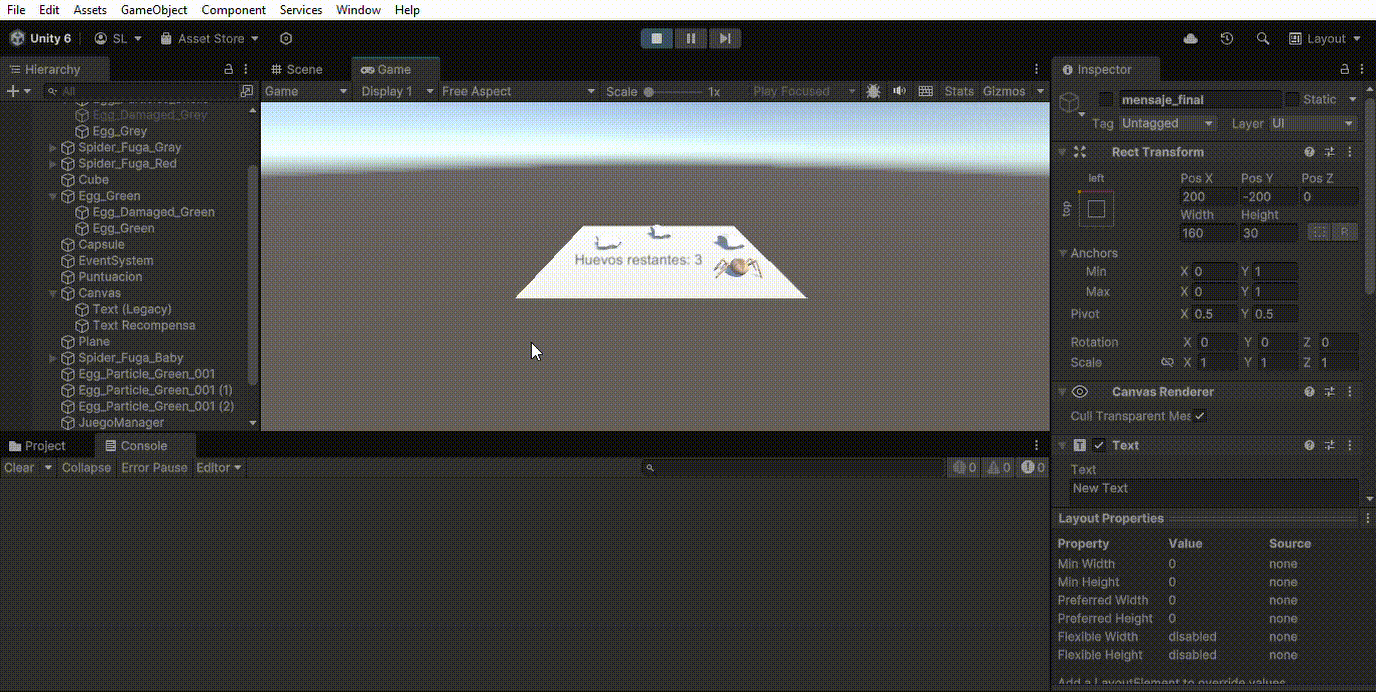 File Edit Assets GameObject Component Services Window Help
Unity 6 SL Asset Store Layout
Hierarchy
All
Egg_Damaged_Grey
Egg_Grey
Spider_Fuga_Gray
Spider_Fuga_Red
Cube
Egg_Green
Egg_Damaged_Green
Egg_Green
Capsule
EventSystem
Puntuacion
Canvas
Text (Legacy)
Text Recompensa
Plane
Spider_Fuga_Baby
Egg_Particle_Green_001
Egg_Particle_Green_001 (1)
Egg_Particle_Green_001 (2)
JuegoManager
Scene Game
Game Display 1 Free Aspect Scale 1x Play Focused Stats Gizmos
Huevos restantes: 3
Project Console
Clear Collapse Error Pause Editor 0 0 0
Inspector
mensaje_final Static
Tag Untagged Layer UI
Rect Transform
left Pos X Pos Y Pos Z
top 200 -200 0
Width Height
160 30 R
Anchors
Min X 0 Y 1
Max X 0 Y 1
Pivot X 0.5 Y 0.5
Rotation X 0 Y 0 Z 0
Scale X 1 Y 1 Z 1
Canvas Renderer
Cull Transparent Mes
Text
Text
New Text
Layout Properties
Property Value Source
Min Width 0 none
Min Height 0 none
Preferred Width 0 none
Preferred Height 0 none
Flexible Width disabled none
Flexible Height disabled none
Add a LayoutElement to override values